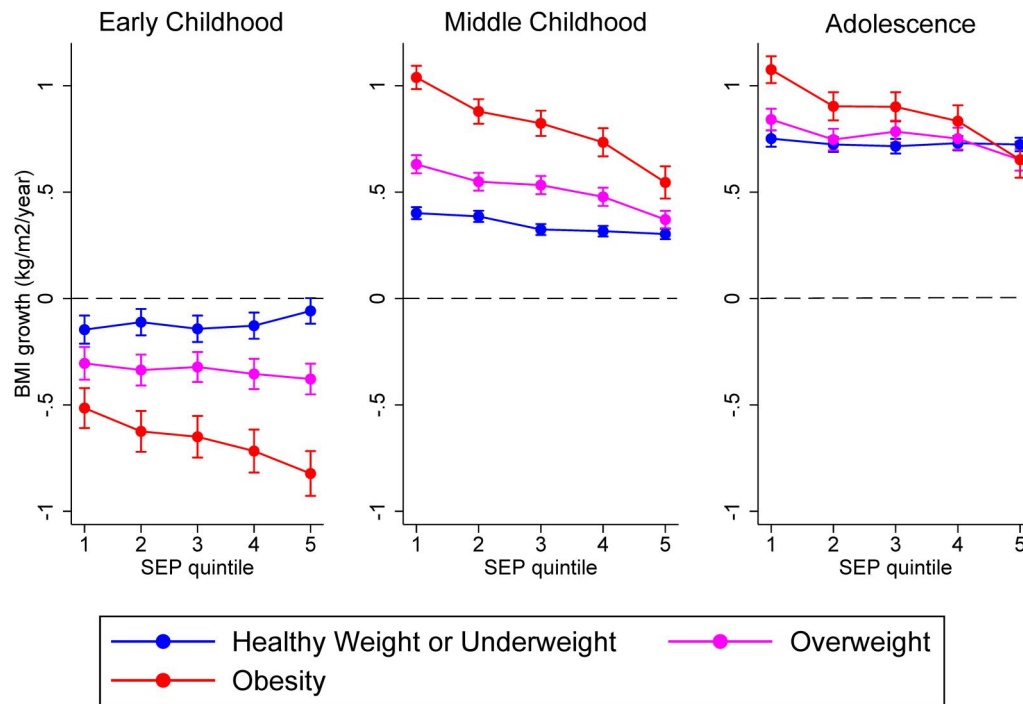 Early Childhood
Middle Childhood
Adolescence
BMI growth (kg/m2/year)
1
.5
0
-.5
-1
1 2 3 4 5
SEP quintile
1
.5
0
-.5
-1
1 2 3 4 5
SEP quintile
1
.5
0
-.5
-1
1 2 3 4 5
SEP quintile
Healthy Weight or Underweight
Overweight
Obesity